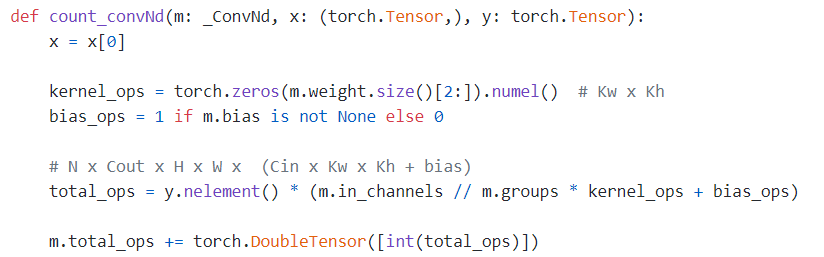 def count_convNd(m: _ConvNd, x: (torch.Tensor,), y: torch.Tensor):
    x = x[0]

    kernel_ops = torch.zeros(m.weight.size()[2:]).numel()  # Kw x Kh
    bias_ops = 1 if m.bias is not None else 0

    # N x Cout x H x W x  (Cin x Kw x Kh + bias)
    total_ops = y.nelement() * (m.in_channels // m.groups * kernel_ops + bias_ops)

    m.total_ops += torch.DoubleTensor([int(total_ops)])